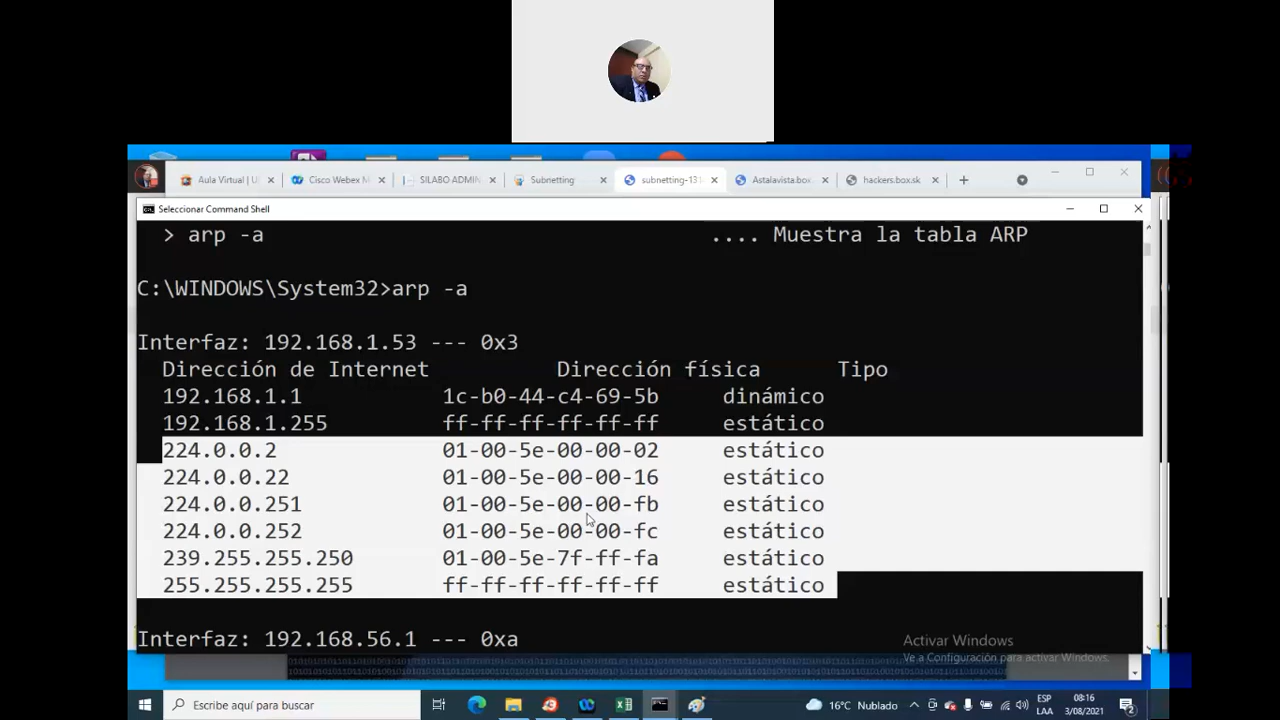 Aula Virtual | U
Cisco Webex M
SILABO ADMIN
Subnetting
subnetting-131
Astalavista.box
hackers.box.sk
Seleccionar Command Shell
> arp -a .... Muestra la tabla ARP
C:\WINDOWS\System32>arp -a
Interfaz: 192.168.1.53 --- 0x3
Dirección de Internet Dirección física Tipo
192.168.1.1 1c-b0-44-c4-69-5b dinámico
192.168.1.255 ff-ff-ff-ff-ff-ff estático
224.0.0.2 01-00-5e-00-00-02 estático
224.0.0.22 01-00-5e-00-00-16 estático
224.0.0.251 01-00-5e-00-00-fb estático
224.0.0.252 01-00-5e-00-00-fc estático
239.255.255.250 01-00-5e-7f-ff-fa estático
255.255.255.255 ff-ff-ff-ff-ff-ff estático
Interfaz: 192.168.56.1 --- 0xa
Activar Windows
Ve a Configuración para activar Windows.
Escribe aquí para buscar
16°C Nublado
ESP
LAA
08:16
3/08/2021
2